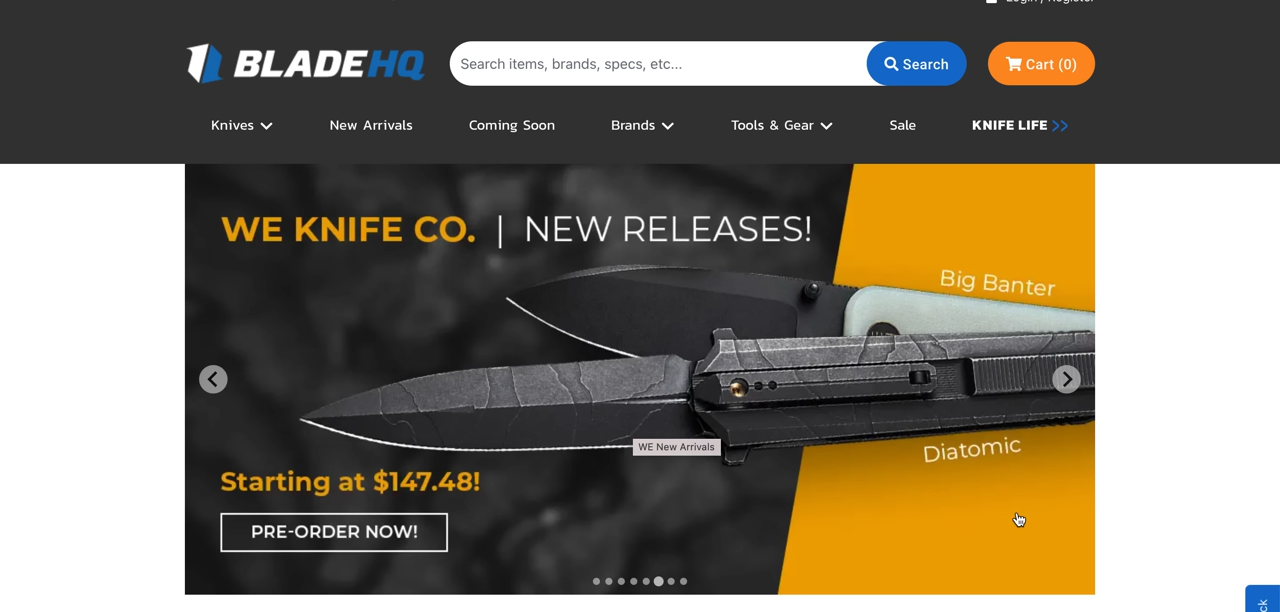 Login / Register
BLADEHQ
Search items, brands, specs, etc...
Search
Cart (0)
Knives
New Arrivals
Coming Soon
Brands
Tools & Gear
Sale
KNIFE LIFE >>
WE KNIFE CO. | NEW RELEASES!
Big Banter
WE New Arrivals
Diatomic
Starting at $147.48!
PRE-ORDER NOW!